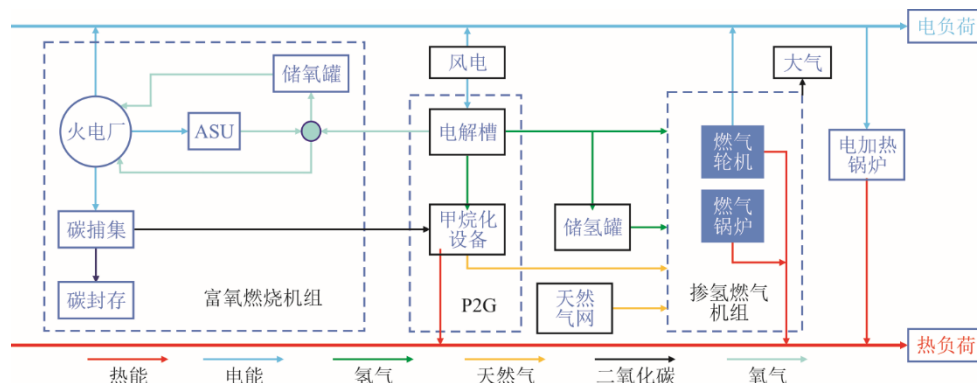 电负荷
储氧罐
风电
大气
火电厂
ASU
电解槽
燃气
轮机
电加热
锅炉
碳捕集
甲烷化
设备
储氢罐
燃气
锅炉
碳封存
富氧燃烧机组
P2G
天然
气网
掺氢燃气
机组
热负荷
热能
电能
氢气
天然气
二氧化碳
氧气